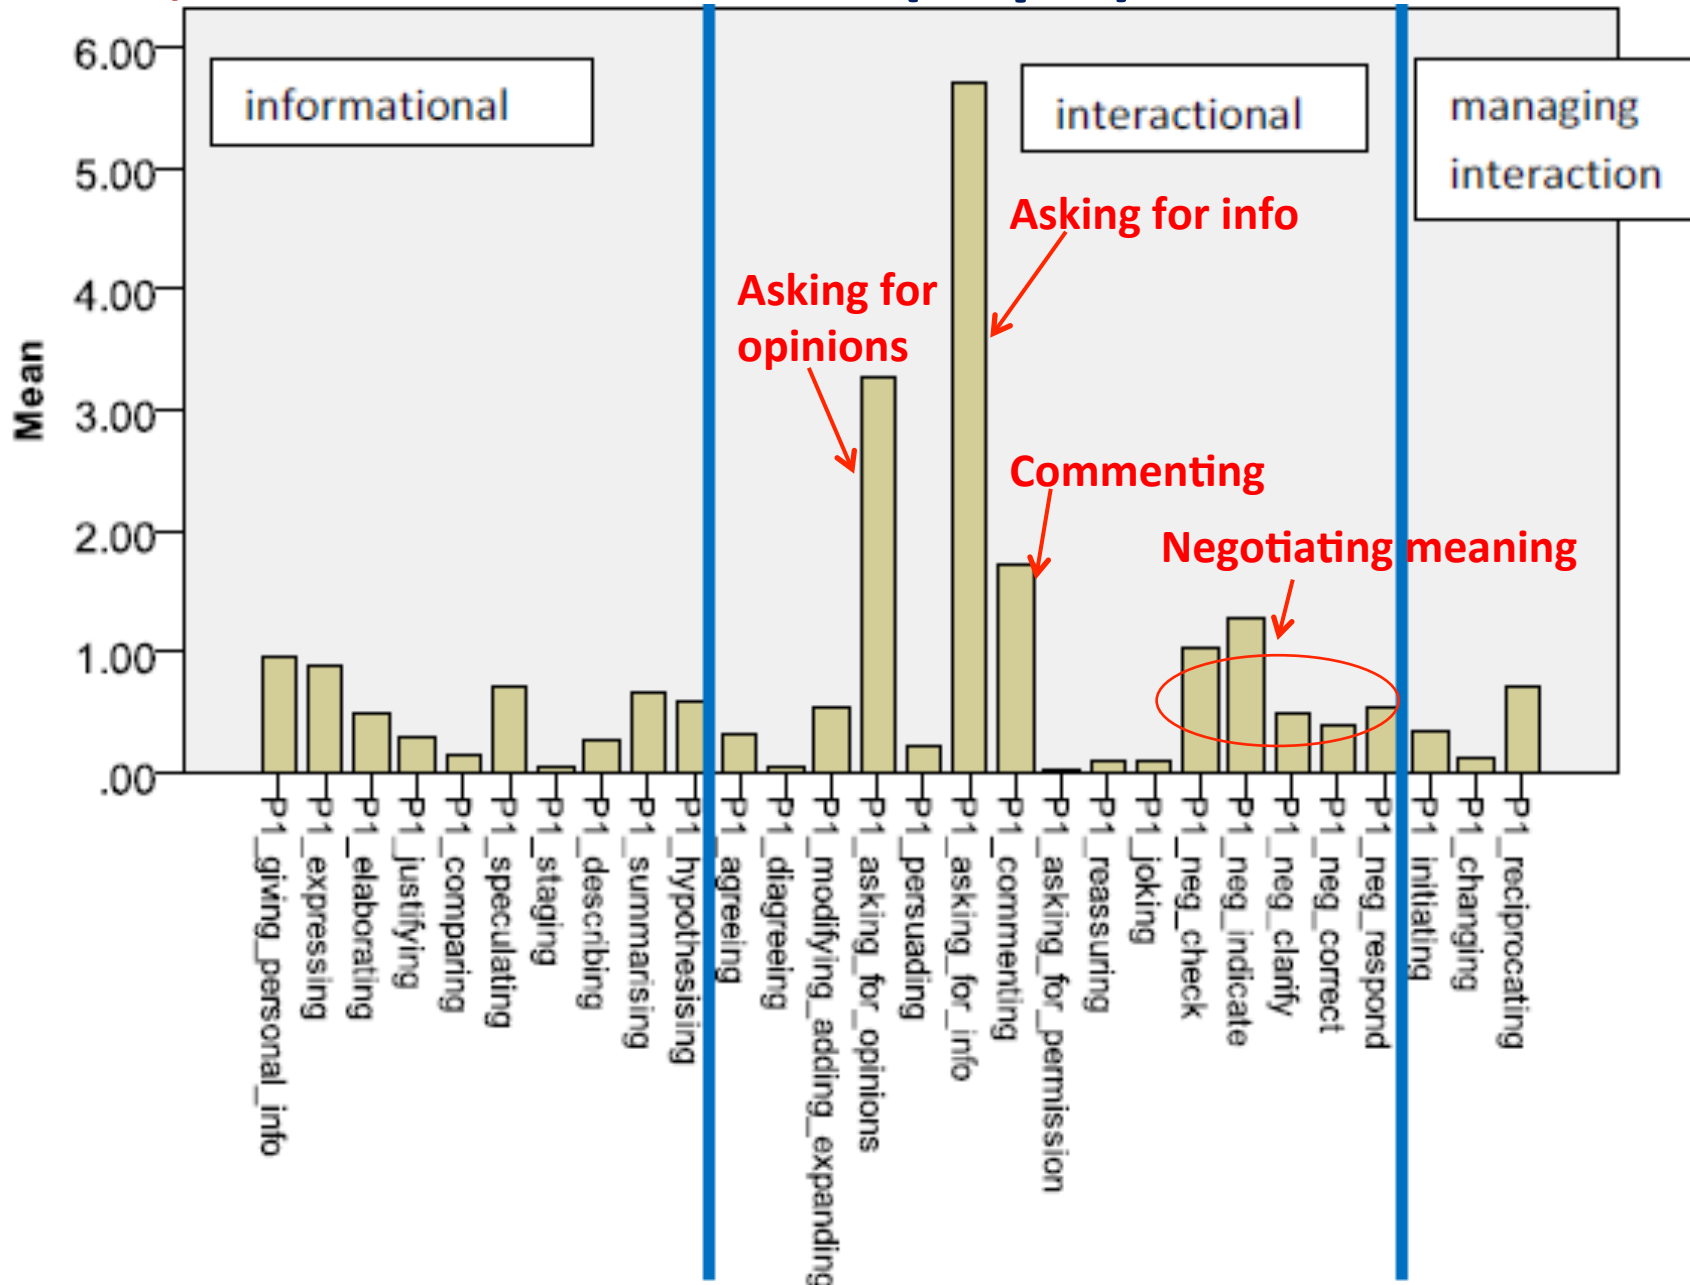 6.00
5.00
4.00
3.00
2.00
1.00
.00
Mean
informational
interactional
managing
interaction
Asking for info
Asking for
opinions
Commenting
Negotiating meaning
P1_giving_personal_info
P1_expressing
P1_elaborating
P1_justifying
P1_comparing
P1_speculating
P1_staging
P1_describing
P1_summarising
P1_hypothesising
P1_agreeing
P1_diagreeing
P1_modifying_adding_expanding
P1_asking_for_opinions
P1_persuading
P1_asking_for_info
P1_commenting
P1_asking_for_permission
P1_reassuring
P1_joking
P1_neg_check
P1_neg_indicate
P1_neg_clarify
P1_neg_correct
P1_neg_respond
P1_initiating
P1_changing
P1_reciprocating